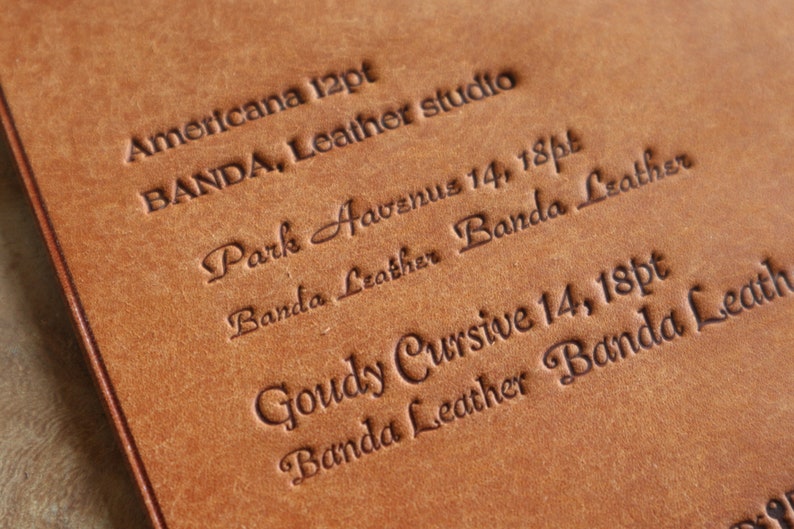 Americana 12pt
BANDA, Leather studio
Park Aavenus 14, 18pt
Banda Leather Banda Leather
Goudy Cursive 14, 18pt
Banda Leather Banda Leath